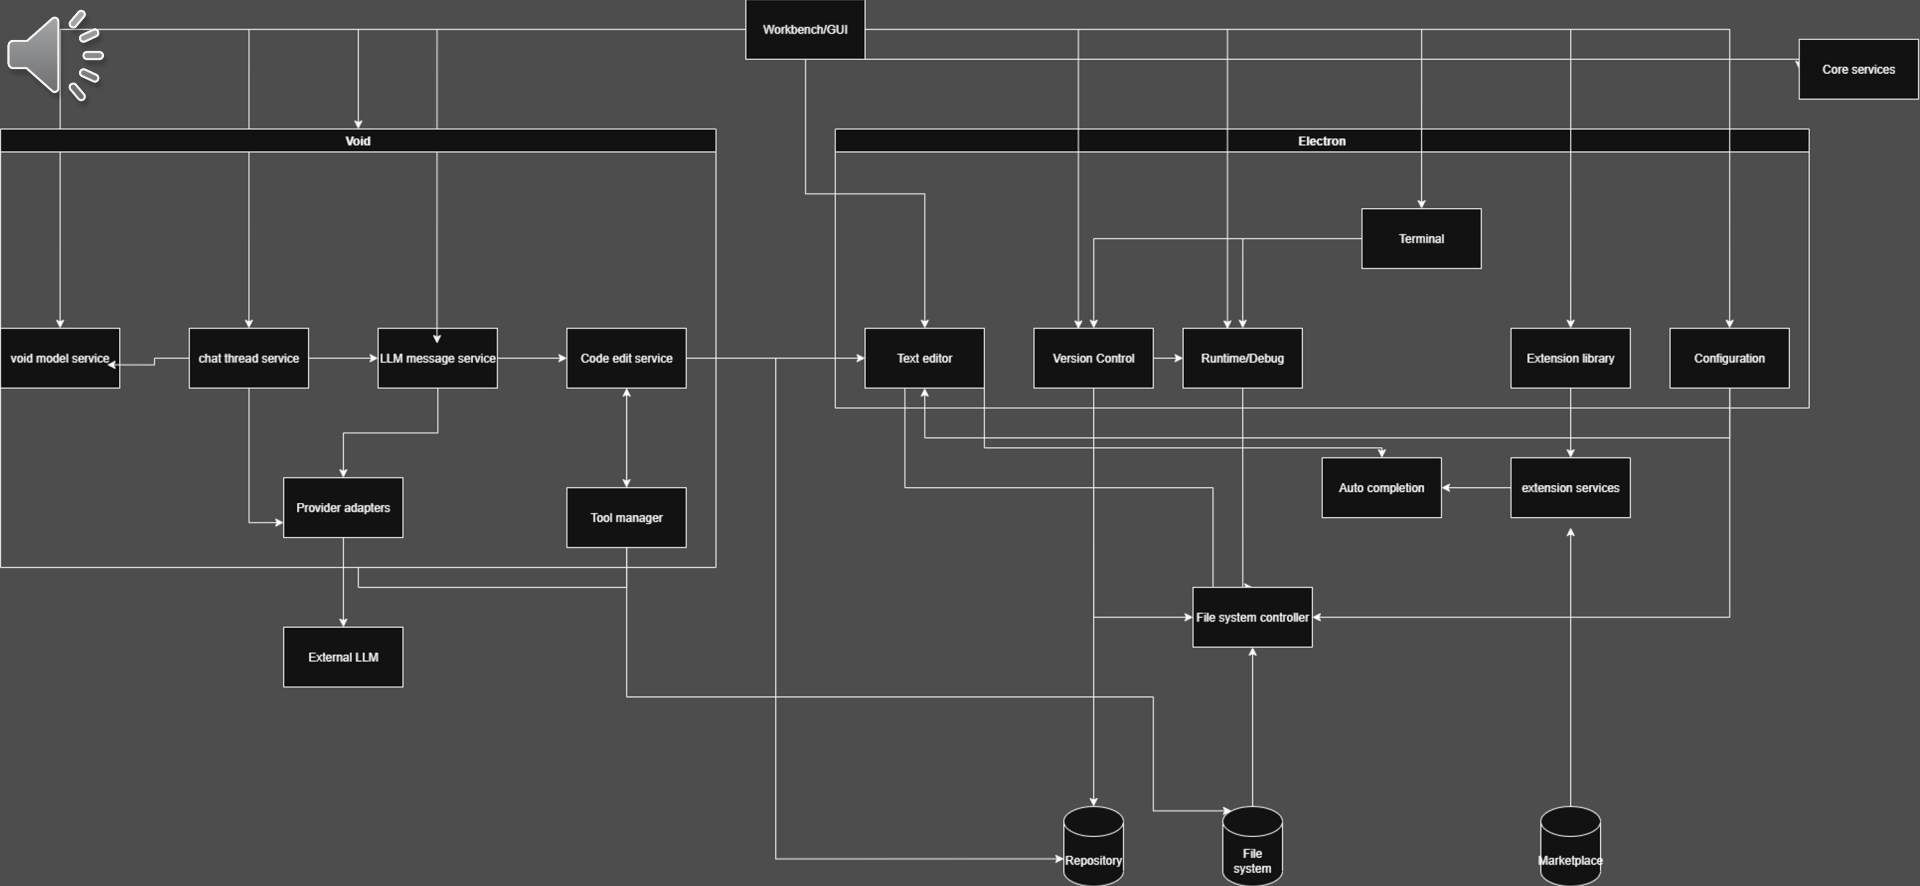 Workbench/GUI
Core services
Void
Electron
Terminal
void model service
chat thread service
LLM message service
Code edit service
Text editor
Version Control
Runtime/Debug
Extension library
Configuration
Provider adapters
Tool manager
Auto completion
extension services
File system controller
External LLM
Repository
File
system
Marketplace